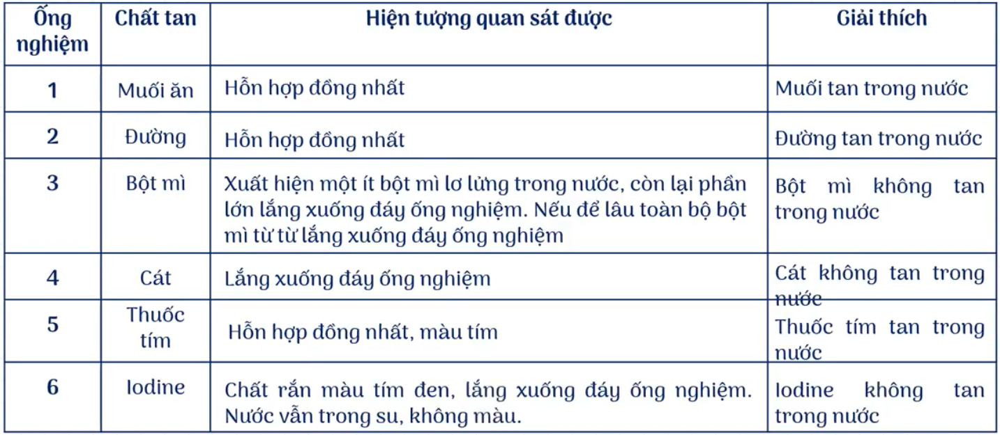 Ống nghiệm Chất tan Hiện tượng quan sát được Giải thích
1 Muối ăn Hỗn hợp đồng nhất Muối tan trong nước
2 Đường Hỗn hợp đồng nhất Đường tan trong nước
3 Bột mì Xuất hiện một ít bột mì lơ lửng trong nước, còn lại phần
lớn lắng xuống đáy ống nghiệm. Nếu để lâu toàn bộ bột
mì từ từ lắng xuống đáy ống nghiệm
Bột mì không tan
trong nước
4 Cát Lắng xuống đáy ống nghiệm Cát không tan trong
nước
5 Thuốc
tím
Hỗn hợp đồng nhất, màu tím
Thuốc tím tan trong
nước
6 Iodine Chất rắn màu tím đen, lắng xuống đáy ống nghiệm.
Nước vẫn trong su, không màu.
Iodine không tan
trong nước